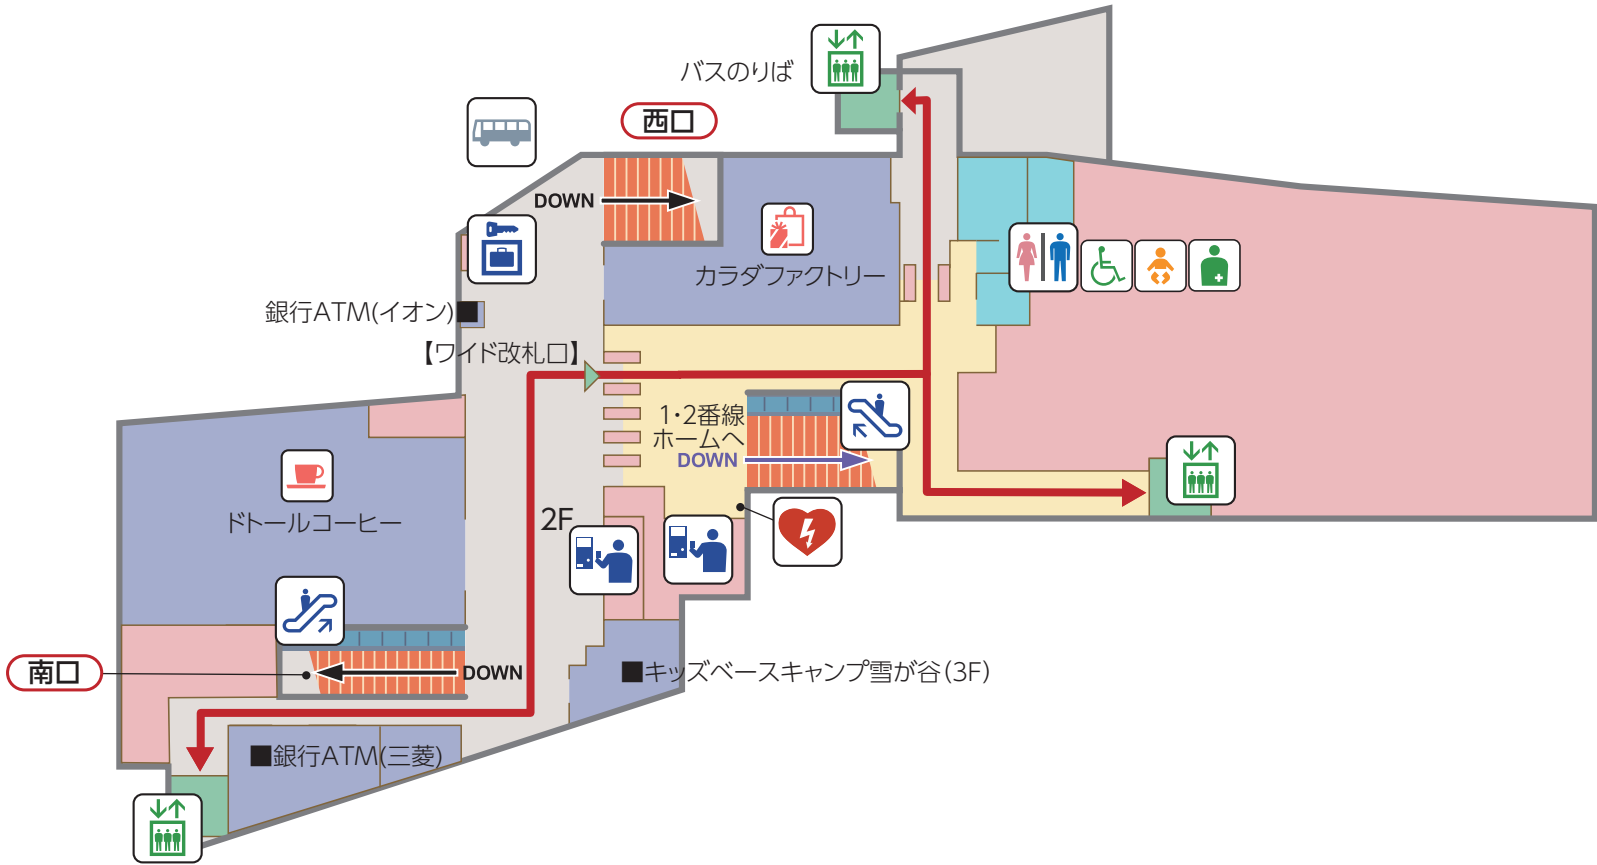 バスのりば
西口
DOWN
カラダファクトリー
銀行ATM(イオン)
【ワイド改札口】
1・2番線
ホームへ
DOWN
ドトールコーヒー
2F
南口
DOWN
■キッズベースキャンプ雪が谷(3F)
■銀行ATM(三菱)